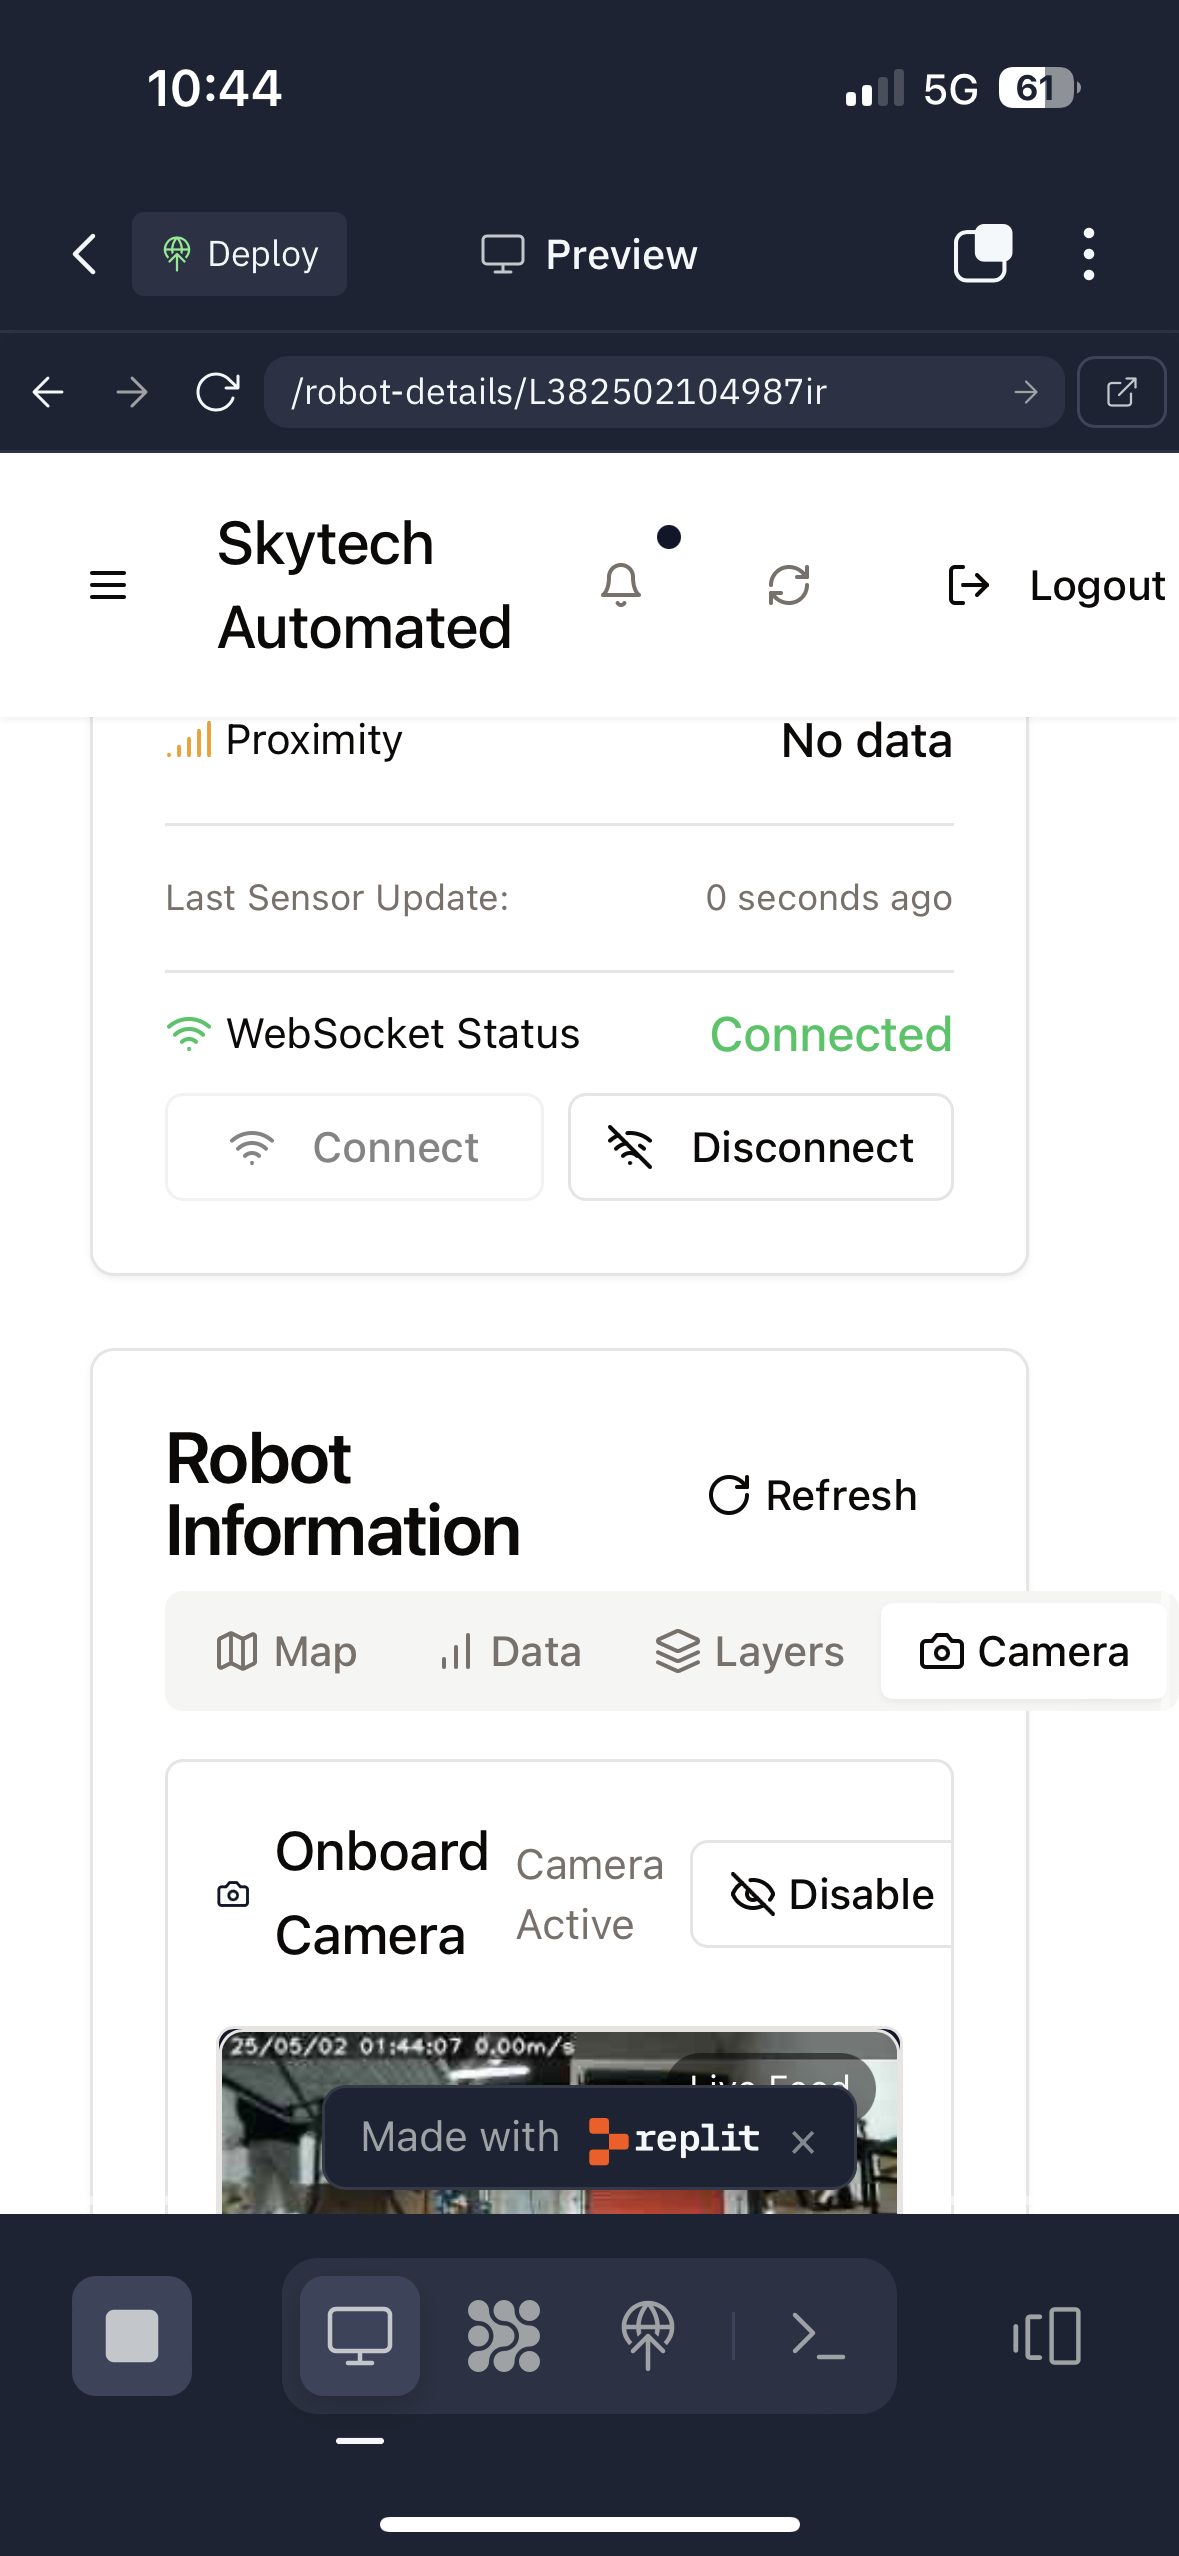 10:44
5G 61
Deploy
Preview
/robot-details/L382502104987ir
Skytech
Automated
Logout
Proximity
No data
Last Sensor Update:
0 seconds ago
WebSocket Status
Connected
Connect
Disconnect
Robot
Information
Refresh
Map
Data
Layers
Camera
Onboard
Camera
Camera
Active
Disable
25/05/02 01:44:07 0.00m/s
Live Feed
Made with replit